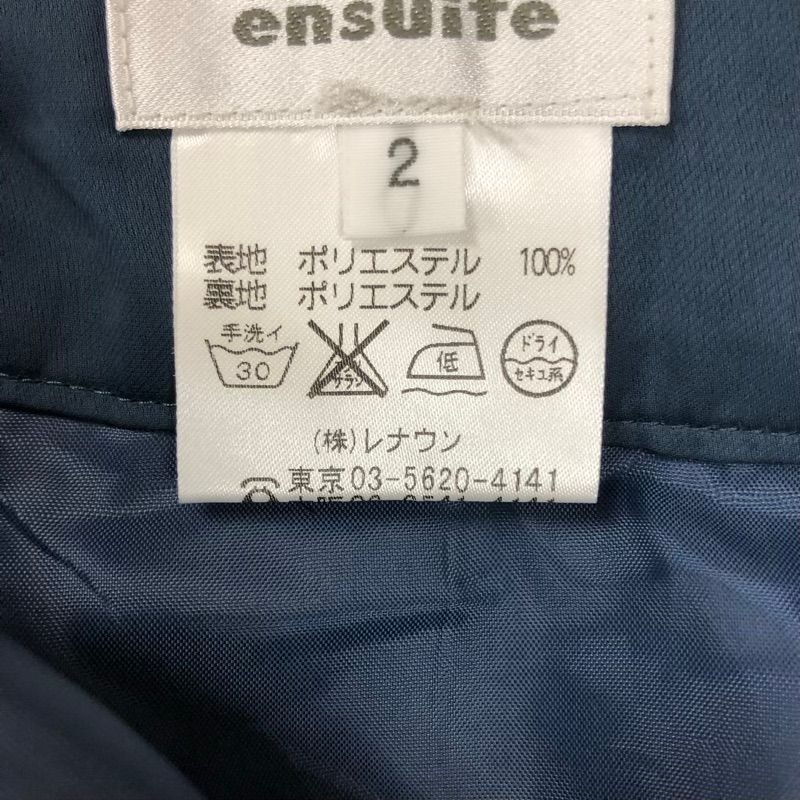 ensuite
2
表地 ポリエステル 100%
裏地 ポリエステル
手洗イ
30
低
ドライ
セキユ系
(株)レナウン
東京03-5620-4141